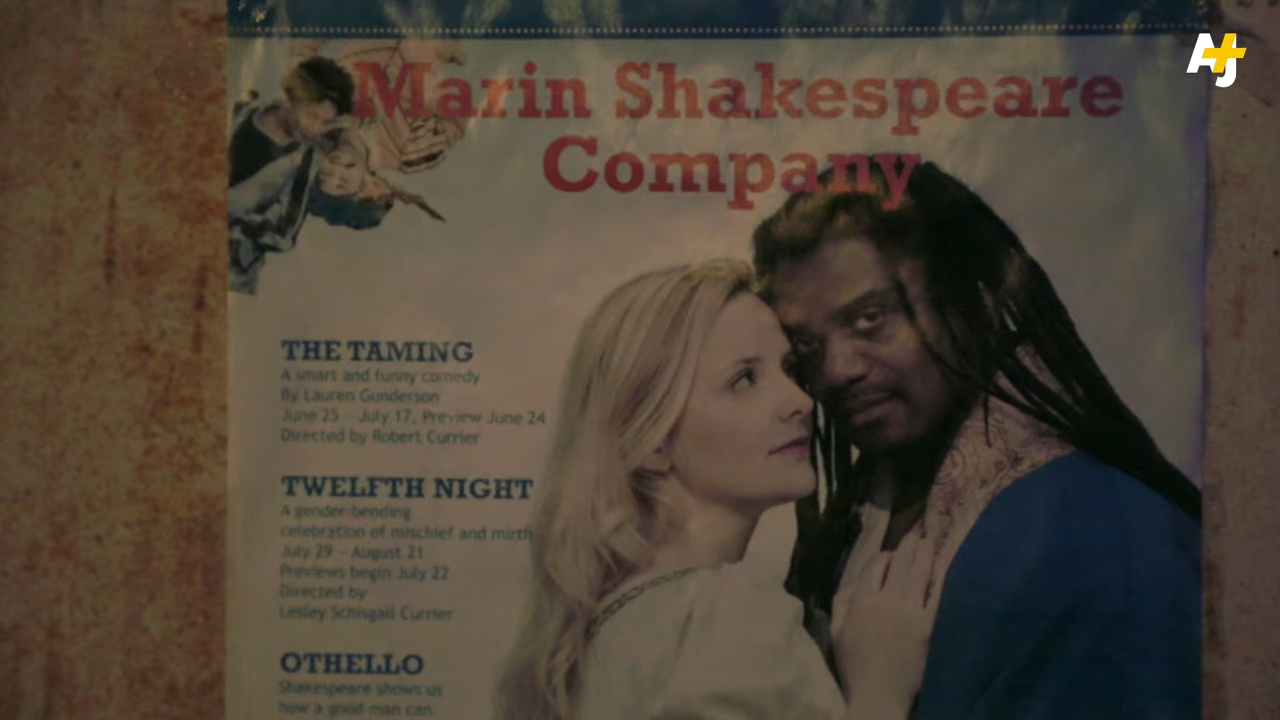 Marin Shakespeare
Company
THE TAMING
A smart and funny comedy
By Lauren Gunderson
June 25 - July 17, Preview June 24
Directed by Robert Currier
TWELFTH NIGHT
A gender-bending
celebration of mischief and mirth
July 29 - August 21
Previews begin July 22
Directed by
Lesley Schisgall Currier
OTHELLO
Shakespeare shows us
how a good man can
AJ+